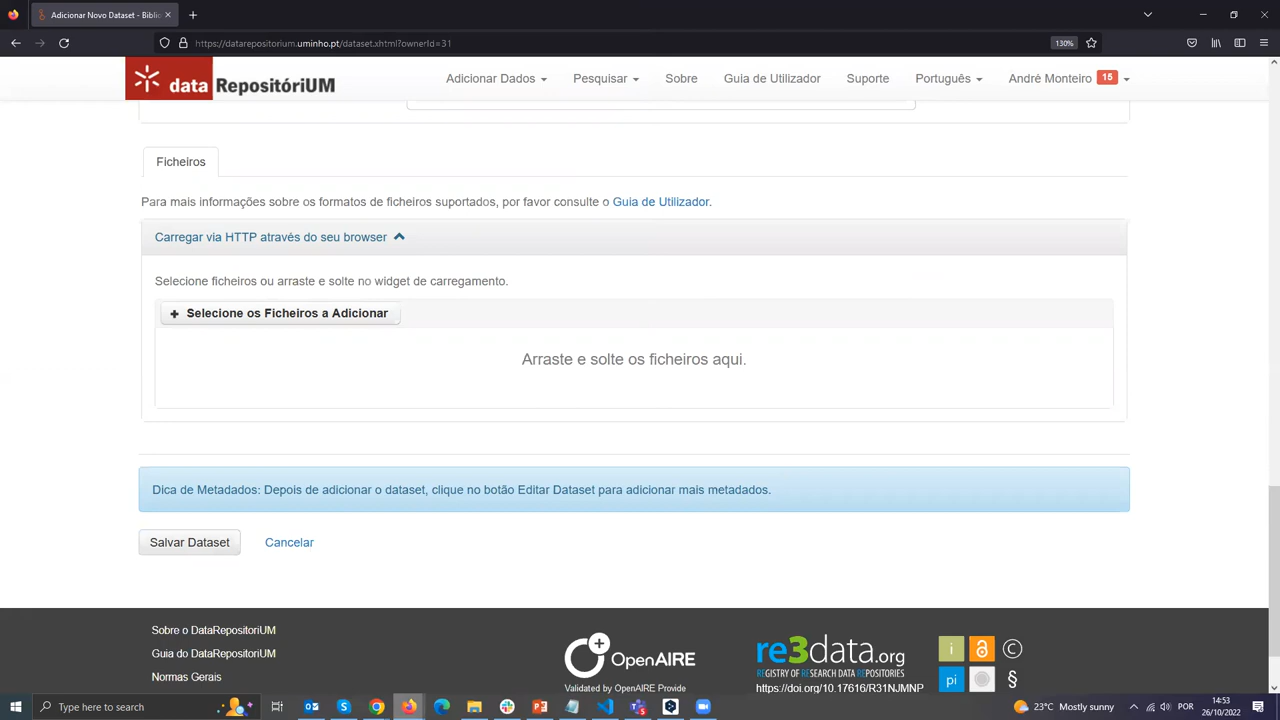 Adicionar Novo Dataset - Biblio
https://datarepositorium.uminho.pt/dataset.xhtml?ownerId=31
130%
data RepositóriUM
Adicionar Dados
Pesquisar
Sobre
Guia de Utilizador
Suporte
Português
André Monteiro 15
Ficheiros
Para mais informações sobre os formatos de ficheiros suportados, por favor consulte o Guia de Utilizador.
Carregar via HTTP através do seu browser
Selecione ficheiros ou arraste e solte no widget de carregamento.
Selecione os Ficheiros a Adicionar
Arraste e solte os ficheiros aqui.
Dica de Metadados: Depois de adicionar o dataset, clique no botão Editar Dataset para adicionar mais metadados.
Salvar Dataset
Cancelar
Sobre o DataRepositoriUM
Guia do DataRepositoriUM
Normas Gerais
OpenAIRE
Validated by OpenAIRE Provide
re3data.org
REGISTRY OF RESEARCH DATA REPOSITORIES
https://doi.org/10.17616/R31NJMNP
i
©
pi
§
Type here to search
23°C Mostly sunny
POR
14:53
26/10/2022